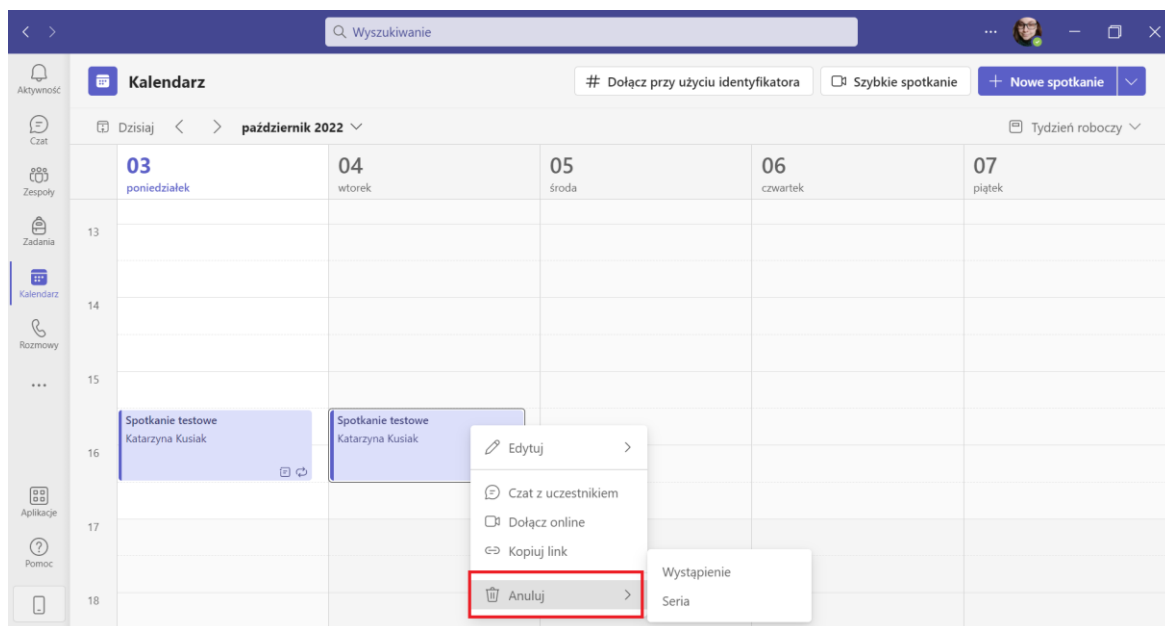 Wyszukiwanie
Aktywność
Kalendarz
# Dołącz przy użyciu identyfikatora
Szybkie spotkanie
+ Nowe spotkanie
Czat
Dzisiaj
październik 2022
Tydzień roboczy
Zespoły
03
poniedziałek
04
wtorek
05
środa
06
czwartek
07
piątek
Zadania
13
Kalendarz
14
Rozmowy
15
Spotkanie testowe
Katarzyna Kusiak
Spotkanie testowe
Katarzyna Kusiak
Edytuj
16
Czat z uczestnikiem
Aplikacje
Dołącz online
17
Kopiuj link
Pomoc
Wystąpienie
Anuluj
Seria
18